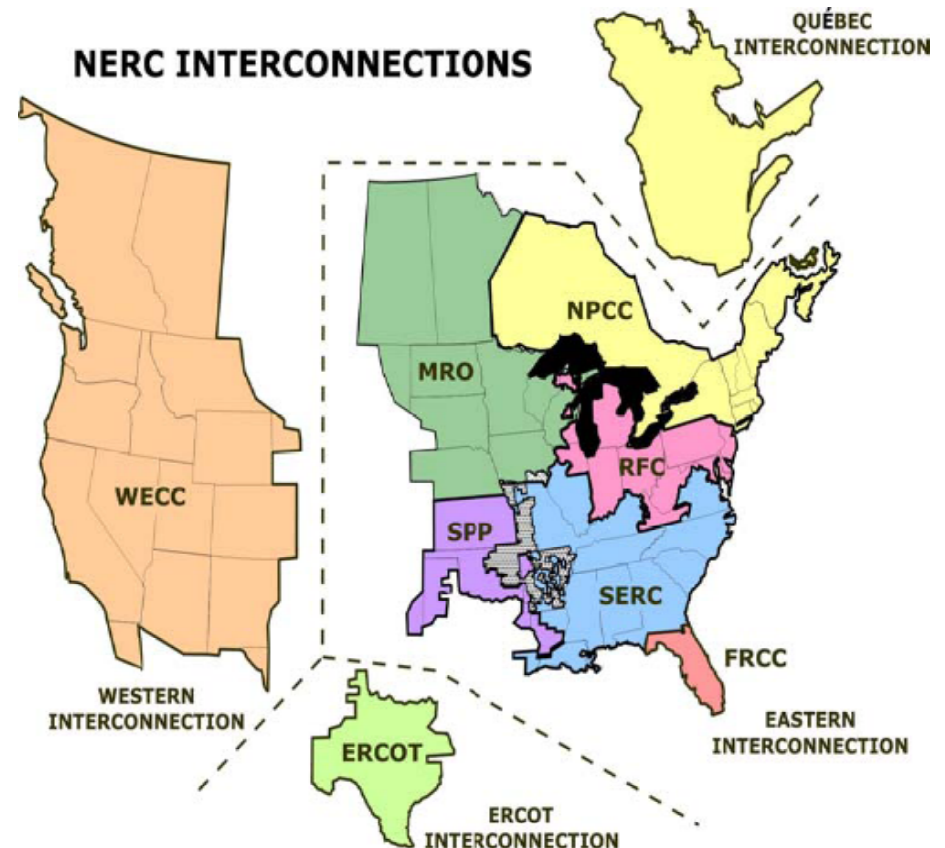 NERC INTERCONNECTIONS
QUÉBEC
INTERCONNECTION
NPCC
MRO
RFC
WECC
SPP
SERC
FRCC
WESTERN
INTERCONNECTION
EASTERN
INTERCONNECTION
ERCOT
ERCOT
INTERCONNECTION